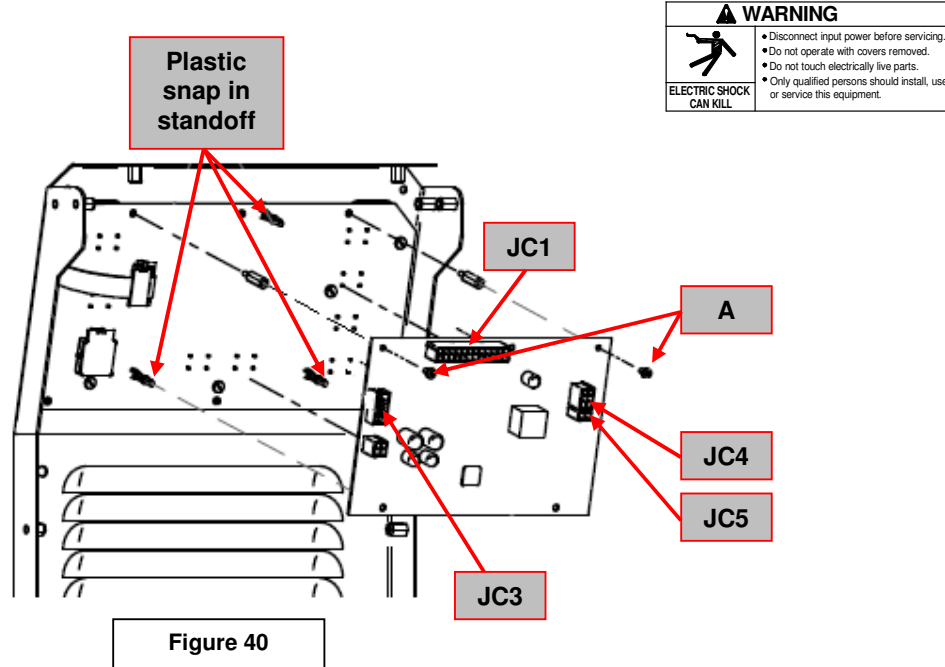 WARNING
• Disconnect input power before servicing.
• Do not operate with covers removed.
• Do not touch electrically live parts.
• Only qualified persons should install, use
or service this equipment.
ELECTRIC SHOCK
CAN KILL
Plastic
snap in
standoff
JC1
A
JC4
JC5
JC3
Figure 40